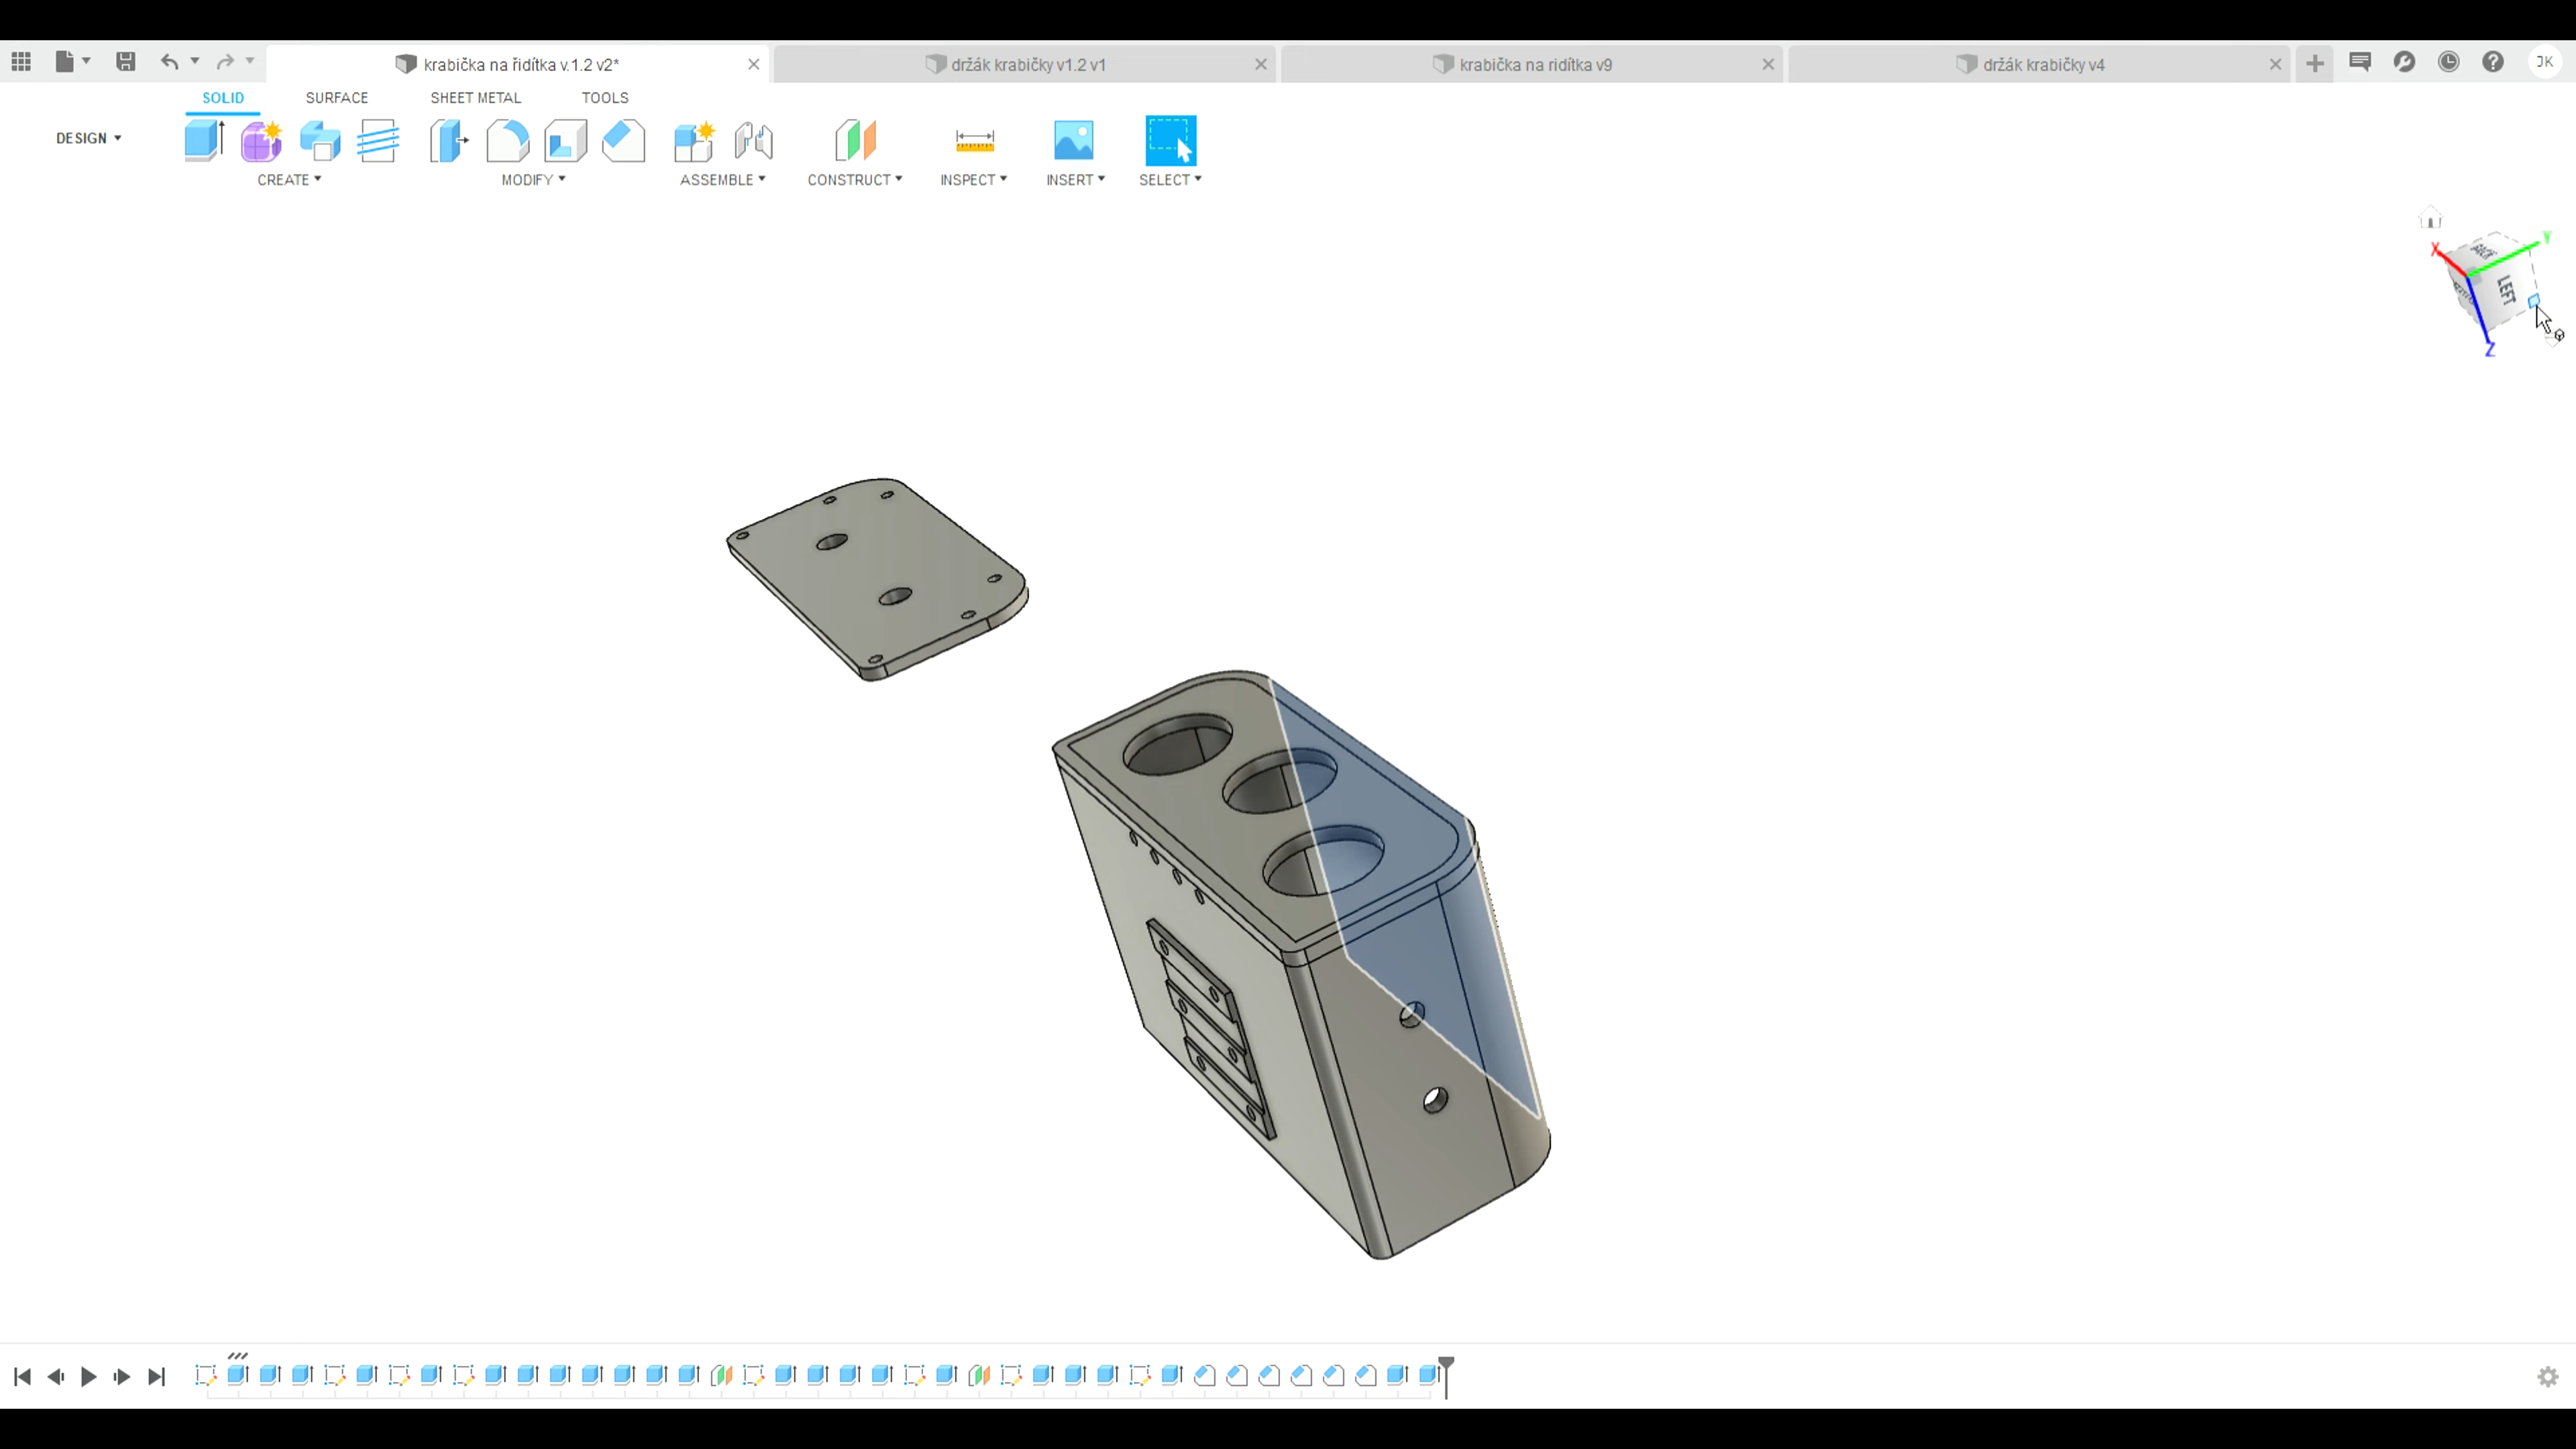 krabička na řidítka v.1.2 v2*
držák krabičky v1.2 v1
krabička na ridítka v9
držák krabičky v4
JK
SOLID
SURFACE
SHEET METAL
TOOLS
DESIGN
CREATE
MODIFY
ASSEMBLE
CONSTRUCT
INSPECT
INSERT
SELECT
X
Y
LEFT
Z